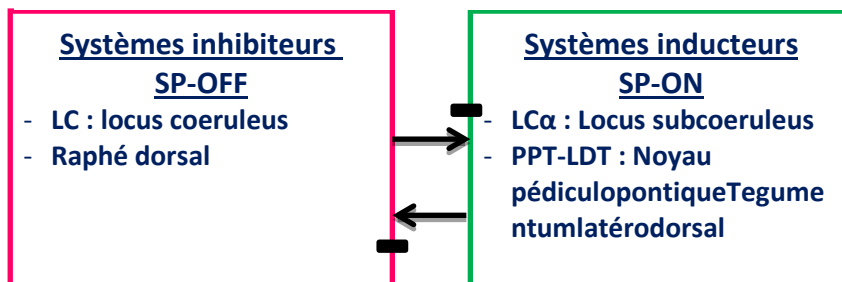 Systèmes inhibiteurs
SP-OFF
- LC : locus coeruleus
- Raphé dorsal
Systèmes inducteurs
SP-ON
- LCα : Locus subcoeruleus
- PPT-LDT : Noyau
pédiculopontiqueTegume
ntumlatérodorsal